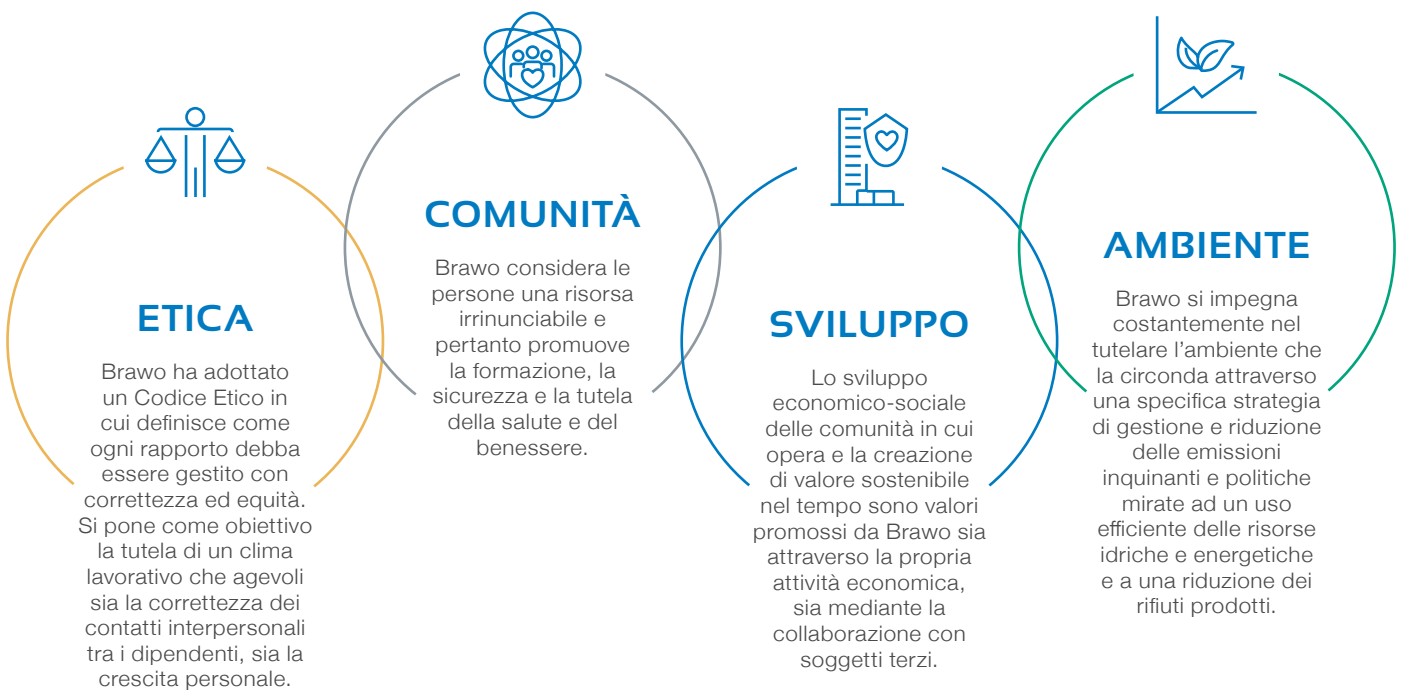 ETICA
Brawo ha adottato
un Codice Etico in
cui definisce come
ogni rapporto debba
essere gestito con
correttezza ed equità.
Si pone come obiettivo
la tutela di un clima
lavorativo che agevoli
sia la correttezza dei
contatti interpersonali
tra i dipendenti, sia la
crescita personale.
COMUNITÀ
Brawo considera le
persone una risorsa
irrinunciabile e
pertanto promuove
la formazione, la
sicurezza e la tutela
della salute e del
benessere.
SVILUPPO
Lo sviluppo
economico-sociale
delle comunità in cui
opera e la creazione
di valore sostenibile
nel tempo sono valori
promossi da Brawo sia
attraverso la propria
attività economica,
sia mediante la
collaborazione con
soggetti terzi.
AMBIENTE
Brawo si impegna
costantemente nel
tutelare l’ambiente che
la circonda attraverso
una specifica strategia
di gestione e riduzione
delle emissioni
inquinanti e politiche
mirate ad un uso
efficiente delle risorse
idriche e energetiche
e a una riduzione dei
rifiuti prodotti.